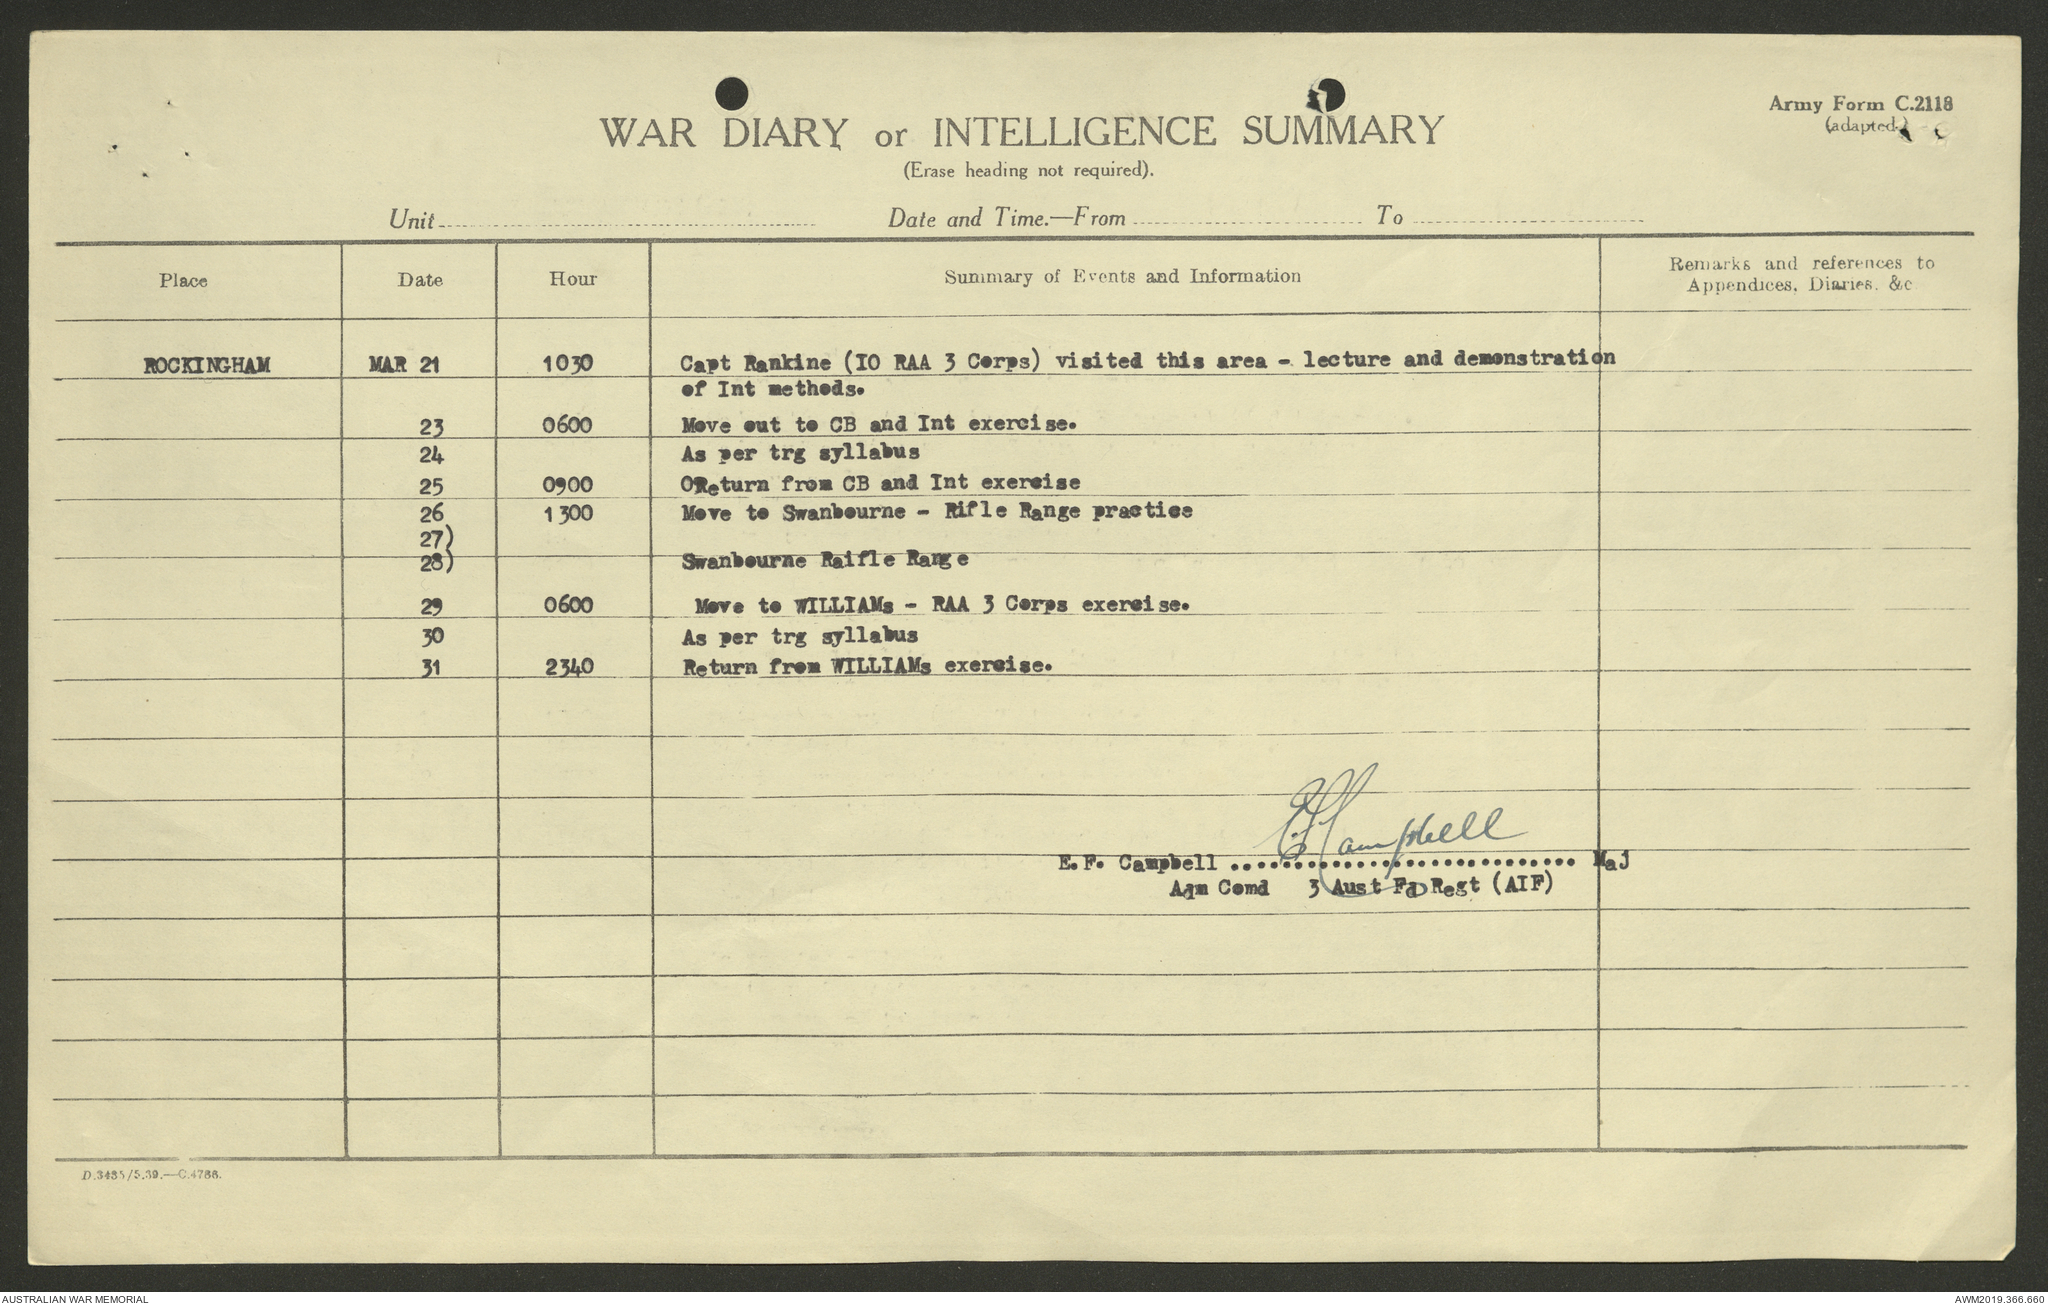 Army Form C.2118
(adapted.)
WAR DIARY or INTELLIGENCE SUMMARY
(Erase heading not required).
Unit Date and Time.—From To
Place Date Hour Summary of Events and Information Remarks and references to
Appendices, Diaries, &c
ROCKINGHAM MAR 21 1030 Capt Rankine (IO RAA 3 Corps) visited this area - lecture and demonstration
of Int methods.
23 0600 Move out to CB and Int exercise.
24 As per trg syllabus
25 0900 OReturn from CB and Int exercise
26 1300 Move to Swanbourne - Rifle Range practice
27)
28) Swanbourne Raifle Range
29 0600 Move to WILLIAMs - RAA 3 Corps exercise.
30 As per trg syllabus
31 2340 Return from WILLIAMs exercise.
EFCampbell
E.F. Campbell .............................. Maj
Aqm Comd 3 Aust Fd Regt (AIF)
D.3485/5.39.—C.4786.
AUSTRALIAN WAR MEMORIAL AWM2019.366.660